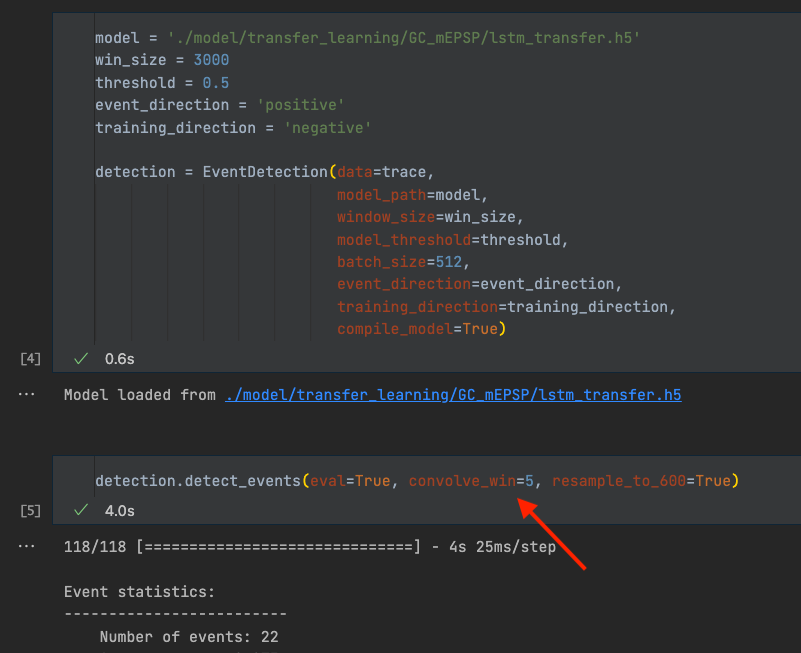 model = './model/transfer_learning/GC_mEPSP/lstm_transfer.h5'
win_size = 3000
threshold = 0.5
event_direction = 'positive'
training_direction = 'negative'
detection = EventDetection(data=trace,
model_path=model,
window_size=win_size,
model_threshold=threshold,
batch_size=512,
event_direction=event_direction,
training_direction=training_direction,
compile_model=True)
[4] ✓ 0.6s
... Model loaded from ./model/transfer_learning/GC_mEPSP/lstm_transfer.h5
detection.detect_events(eval=True, convolve_win=5, resample_to_600=True)
[5] ✓ 4.0s
... 118/118 [==============================] - 4s 25ms/step
Event statistics:
-------------------------
Number of events: 22